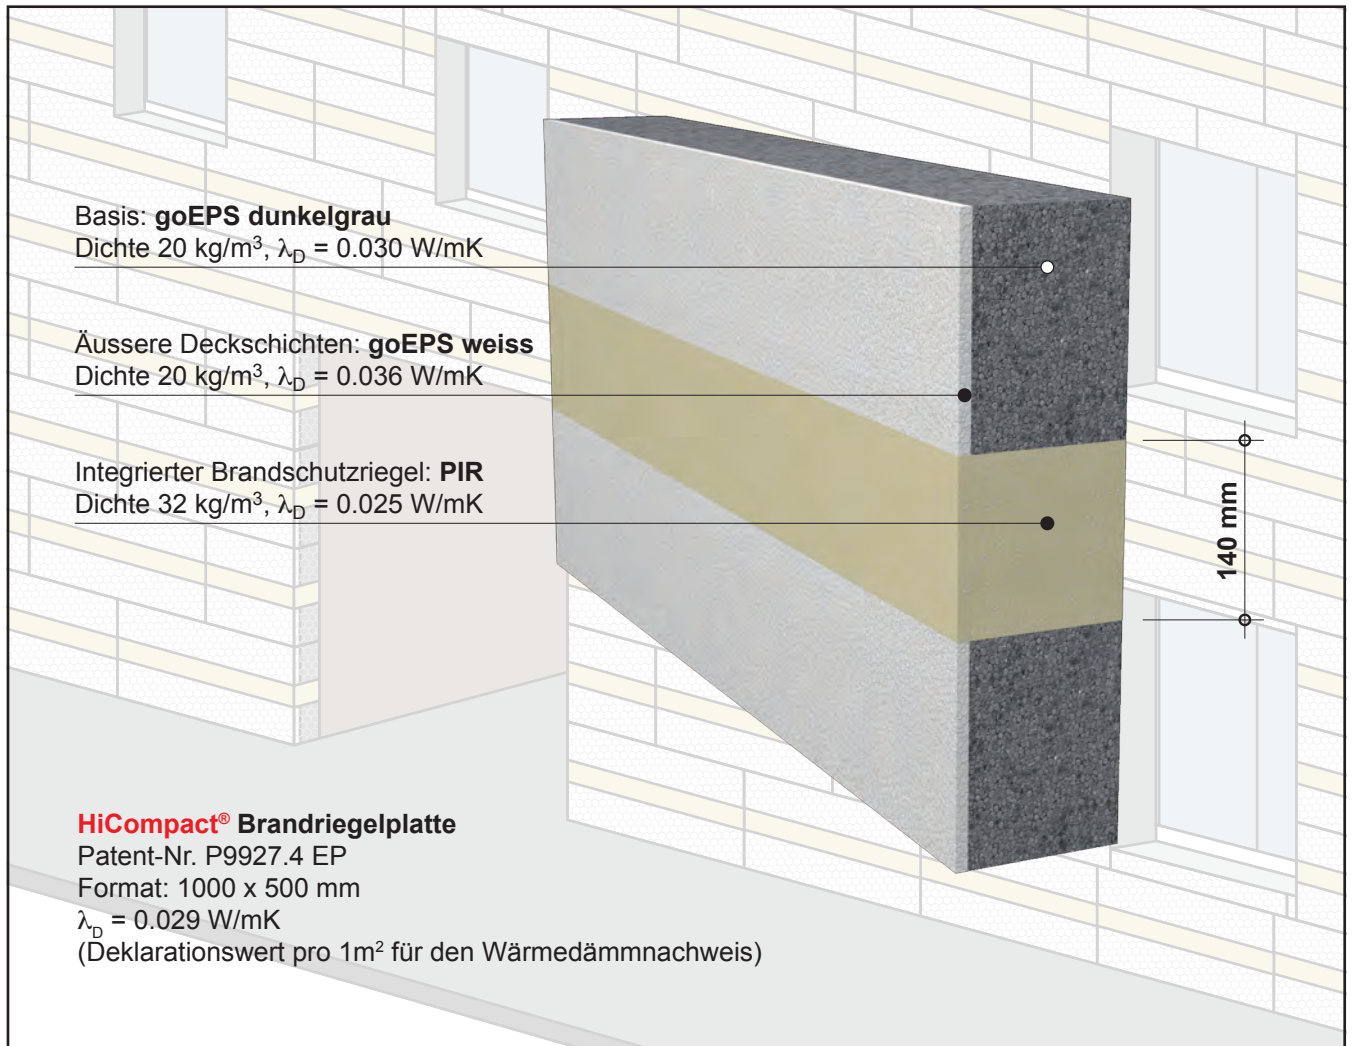 Basis: goEPS dunkelgrau
Dichte 20 kg/m³, λD = 0.030 W/mK
Äussere Deckschichten: goEPS weiss
Dichte 20 kg/m³, λD = 0.036 W/mK
Integrierter Brandschutzriegel: PIR
Dichte 32 kg/m³, λD = 0.025 W/mK
140 mm
HiCompact® Brandriegelplatte
Patent-Nr. P9927.4 EP
Format: 1000 x 500 mm
λD = 0.029 W/mK
(Deklarationswert pro 1m² für den Wärmedämmnachweis)